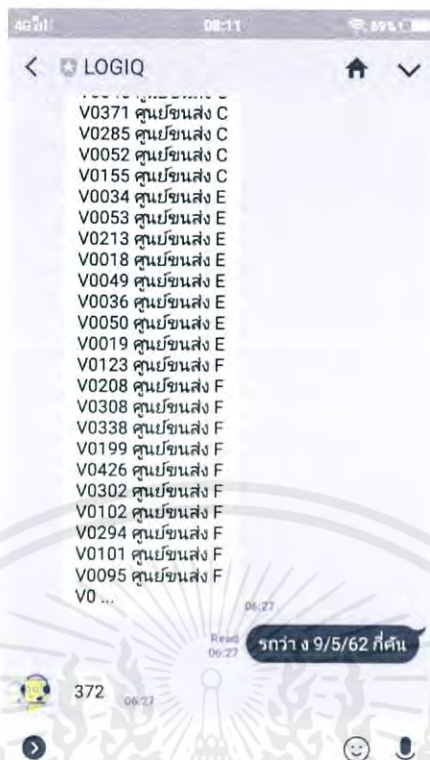 4G
08:11
69%
LOGIQ
V0371 ศูนย์ขนส่ง C
V0285 ศูนย์ขนส่ง C
V0052 ศูนย์ขนส่ง C
V0155 ศูนย์ขนส่ง C
V0034 ศูนย์ขนส่ง E
V0053 ศูนย์ขนส่ง E
V0213 ศูนย์ขนส่ง E
V0018 ศูนย์ขนส่ง E
V0049 ศูนย์ขนส่ง E
V0036 ศูนย์ขนส่ง E
V0050 ศูนย์ขนส่ง E
V0019 ศูนย์ขนส่ง E
V0123 ศูนย์ขนส่ง F
V0208 ศูนย์ขนส่ง F
V0308 ศูนย์ขนส่ง F
V0338 ศูนย์ขนส่ง F
V0199 ศูนย์ขนส่ง F
V0426 ศูนย์ขนส่ง F
V0302 ศูนย์ขนส่ง F
V0102 ศูนย์ขนส่ง F
V0294 ศูนย์ขนส่ง F
V0101 ศูนย์ขนส่ง F
V0095 ศูนย์ขนส่ง F
V0 ...
06:27
Read
06:27
รถว่า ง 9/5/62 กี่คัน
372
06:27